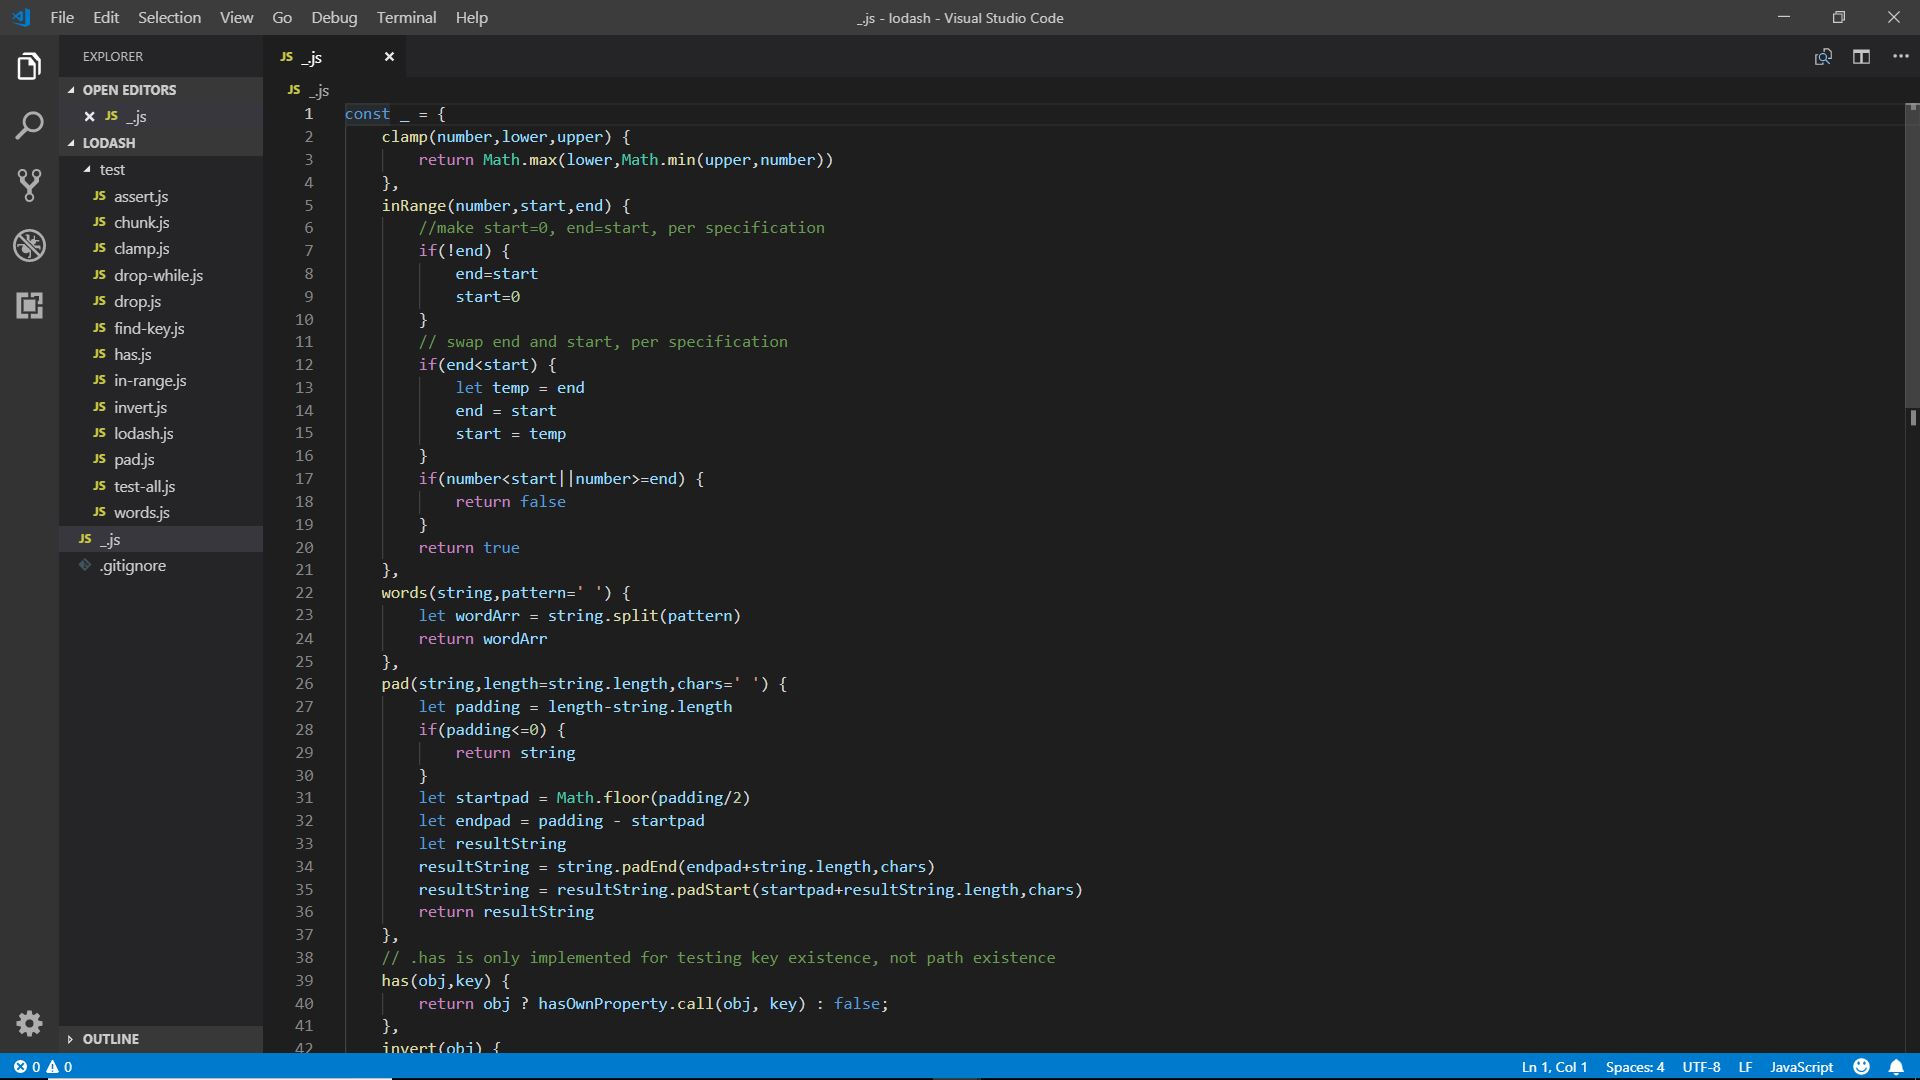 File Edit Selection View Go Debug Terminal Help
_.js - lodash - Visual Studio Code
EXPLORER
OPEN EDITORS
JS _.js
LODASH
test
JS assert.js
JS chunk.js
JS clamp.js
JS drop-while.js
JS drop.js
JS find-key.js
JS has.js
JS in-range.js
JS invert.js
JS lodash.js
JS pad.js
JS test-all.js
JS words.js
JS _.js
.gitignore
OUTLINE
JS _.js
JS _.js
1 const _ = {
2 clamp(number,lower,upper) {
3 return Math.max(lower,Math.min(upper,number))
4 },
5 inRange(number,start,end) {
6 //make start=0, end=start, per specification
7 if(!end) {
8 end=start
9 start=0
10 }
11 // swap end and start, per specification
12 if(end<start) {
13 let temp = end
14 end = start
15 start = temp
16 }
17 if(number<start||number>=end) {
18 return false
19 }
20 return true
21 },
22 words(string,pattern=' ') {
23 let wordArr = string.split(pattern)
24 return wordArr
25 },
26 pad(string,length=string.length,chars=' ') {
27 let padding = length-string.length
28 if(padding<=0) {
29 return string
30 }
31 let startpad = Math.floor(padding/2)
32 let endpad = padding - startpad
33 let resultString
34 resultString = string.padEnd(endpad+string.length,chars)
35 resultString = resultString.padStart(startpad+resultString.length,chars)
36 return resultString
37 },
38 // .has is only implemented for testing key existence, not path existence
39 has(obj,key) {
40 return obj ? hasOwnProperty.call(obj, key) : false;
41 },
42 invert(obj) {
0 0
Ln 1, Col 1 Spaces: 4 UTF-8 LF JavaScript